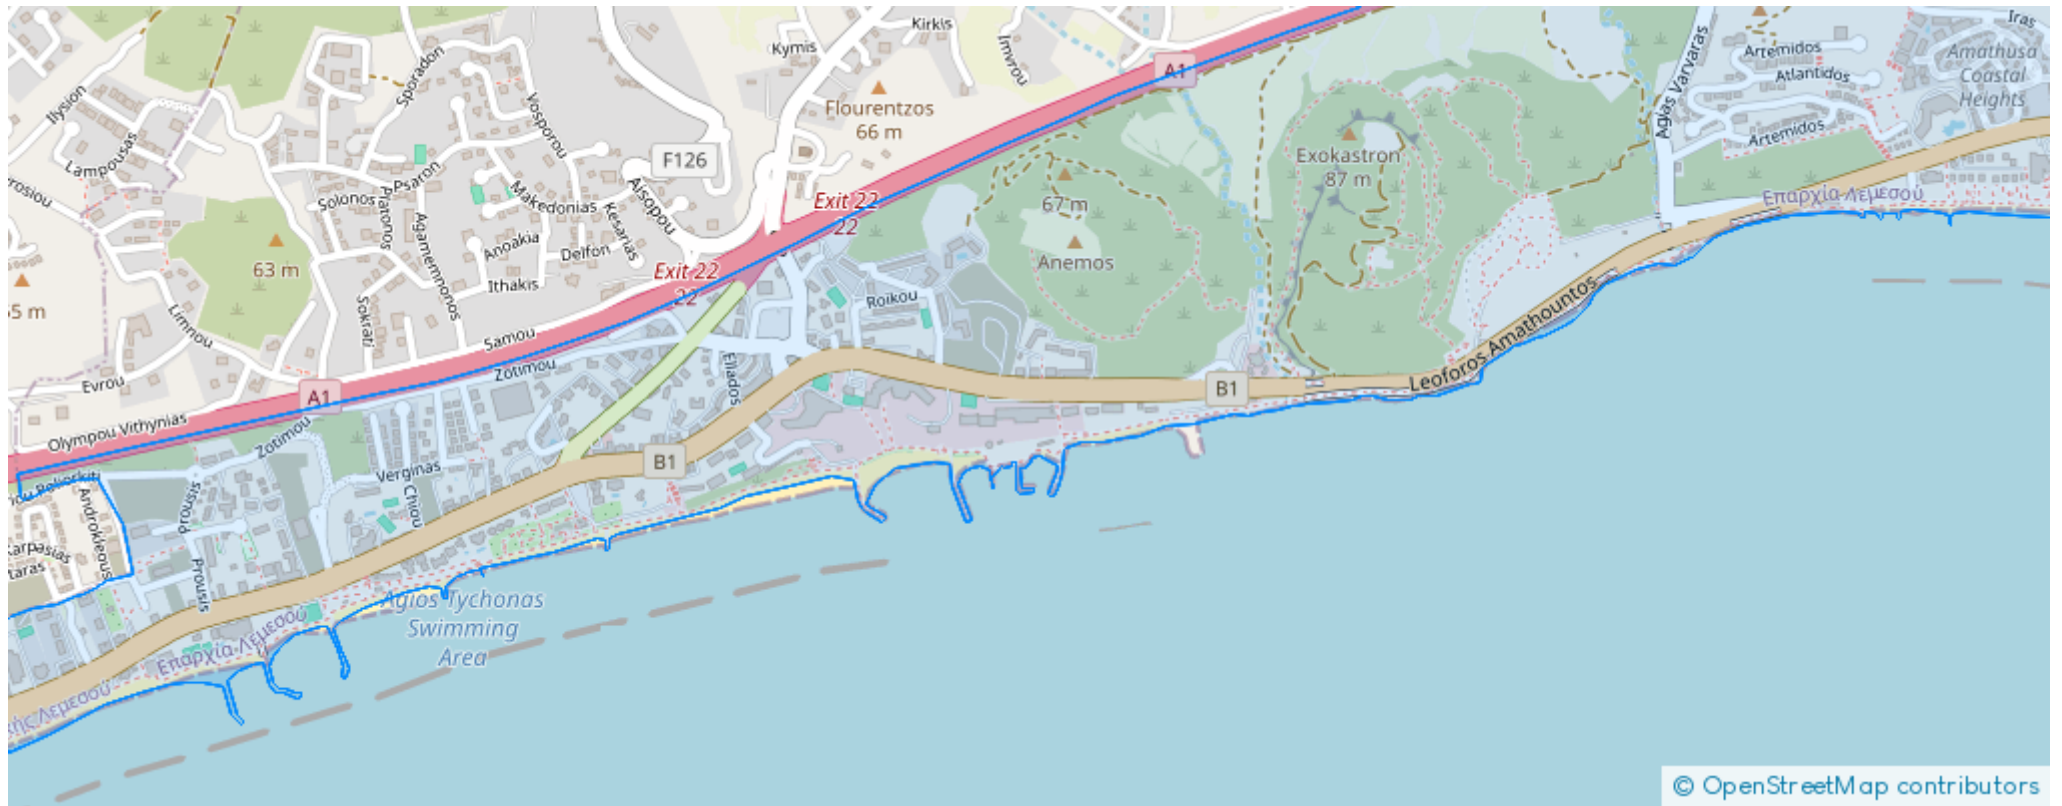 Kirkis
Kymis
Imvrou
Sporadon
Ilysion
Vosporou
Flourentzos
66 m
A1
Agias Varvaras
Artemidos
Atlantidos
Iras
Amathusa
Coastal
Heights
Artemidos
Lampousas
F126
Psaron
Platonos
Solonos
Makedonias
Aisopou
Kesarias
Agamemnonos
Anoakia
Delfon
Ithakis
Exit 22
22
Exit 22
22
67 m
Anemos
Exokastron
87 m
Επαρχία Λεμεσού
63 m
Sokrati
Limnou
Samou
Roikou
Evrou
A1
Zotimou
Ellados
B1
Leoforos Amathountos
Olympou Vithynias
Zotimou
Verginas
Chiou
B1
Androkleous
Prousis
Karpasias
Prousis
Agios Tychonas
Swimming
Area
Επαρχία Λεμεσού
Λεμεσού
© OpenStreetMap contributors